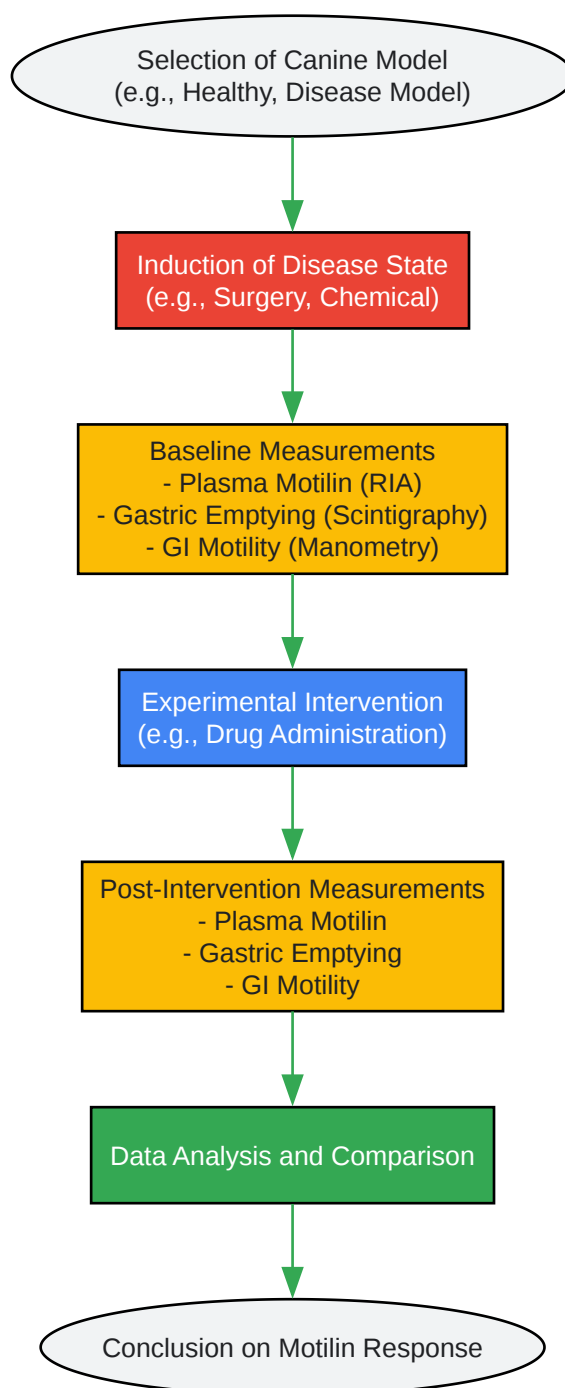 Selection of Canine Model
(e.g., Healthy, Disease Model)
Induction of Disease State
(e.g., Surgery, Chemical)
Baseline Measurements
- Plasma Motilin (RIA)
- Gastric Emptying (Scintigraphy)
- GI Motility (Manometry)
Experimental Intervention
(e.g., Drug Administration)
Post-Intervention Measurements
- Plasma Motilin
- Gastric Emptying
- GI Motility
Data Analysis and Comparison
Conclusion on Motilin Response